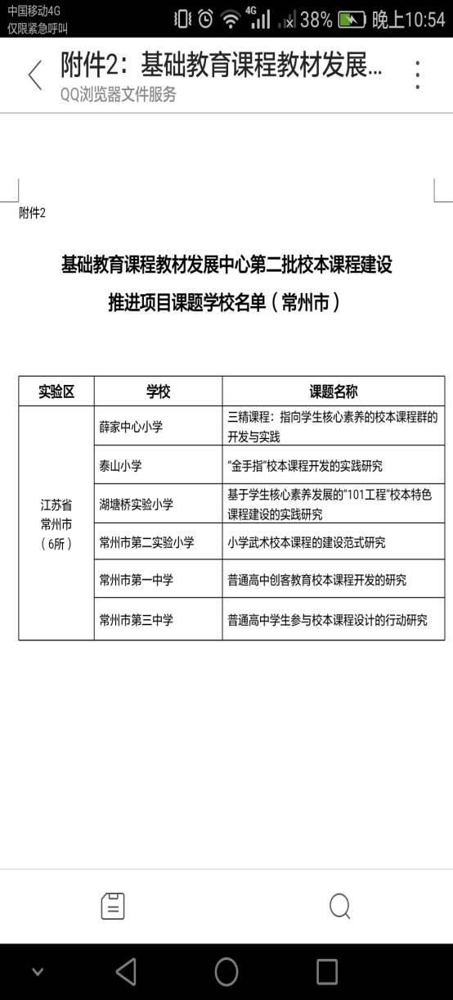 中国移动4G
仅限紧急呼叫
4G
38%
晚上10:54
附件2：基础教育课程教材发展...
QQ浏览器文件服务
附件2
基础教育课程教材发展中心第二批校本课程建设
推进项目课题学校名单（常州市）
实验区 学校 课题名称
江苏省
常州市
（6所）
薛家中心小学
三精课程：指向学生核心素养的校本课程群的
开发与实践
泰山小学
“金手指”校本课程开发的实践研究
湖塘桥实验小学
基于学生核心素养发展的“101工程”校本特色
课程建设的实践研究
常州市第二实验小学
小学武术校本课程的建设范式研究
常州市第一中学
普通高中创客教育校本课程开发的研究
常州市第三中学
普通高中学生参与校本课程设计的行动研究